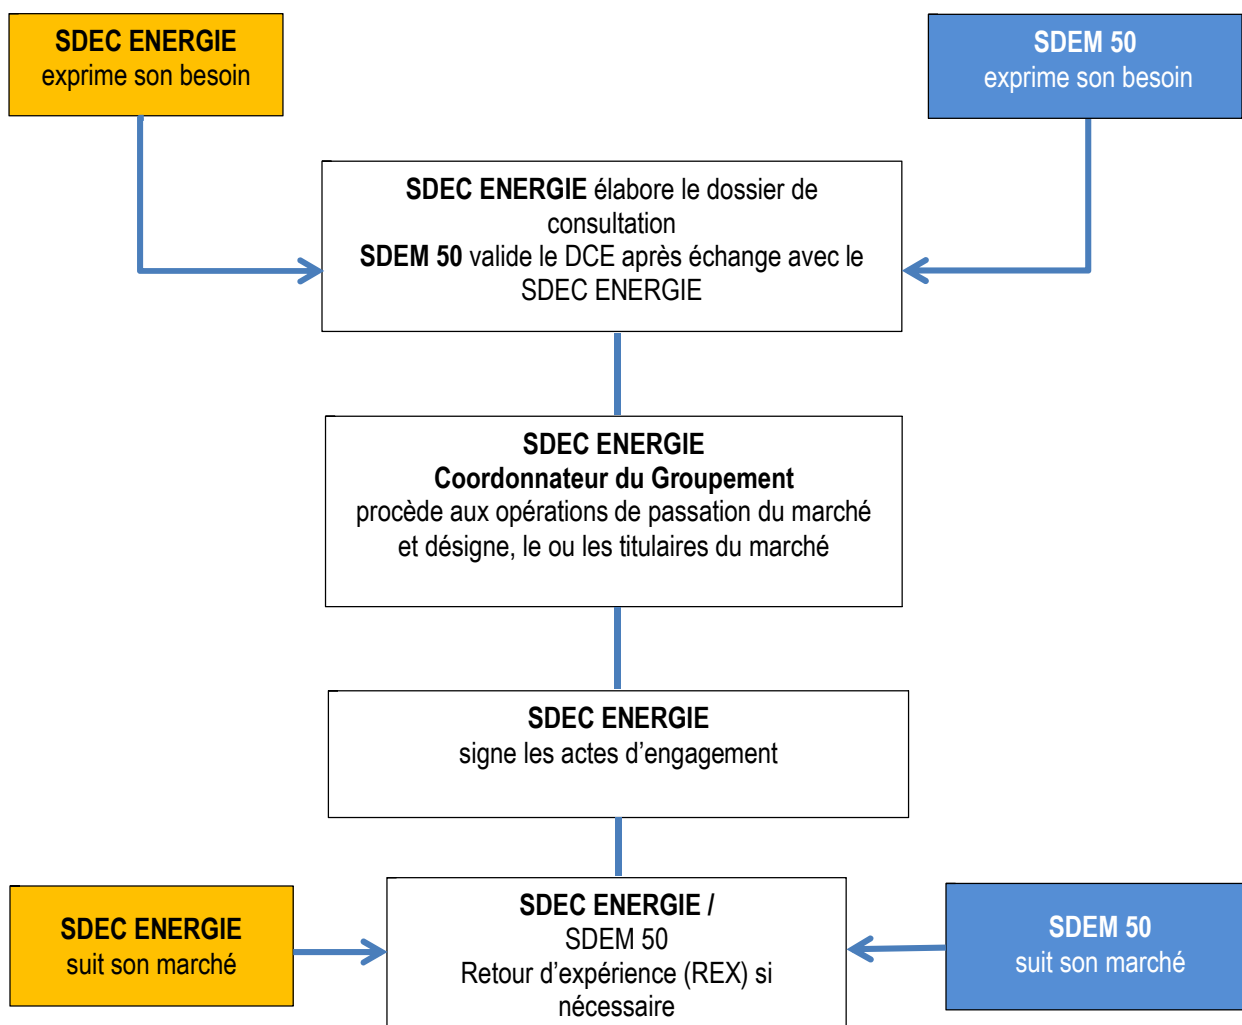 SDEC ENERGIE
exprime son besoin
SDEM 50
exprime son besoin
SDEC ENERGIE élabore le dossier de
consultation
SDEM 50 valide le DCE après échange avec le
SDEC ENERGIE
SDEC ENERGIE
Coordonnateur du Groupement
procède aux opérations de passation du marché
et désigne, le ou les titulaires du marché
SDEC ENERGIE
signe les actes d’engagement
SDEC ENERGIE
suit son marché
SDEC ENERGIE /
SDEM 50
Retour d’expérience (REX) si
nécessaire
SDEM 50
suit son marché